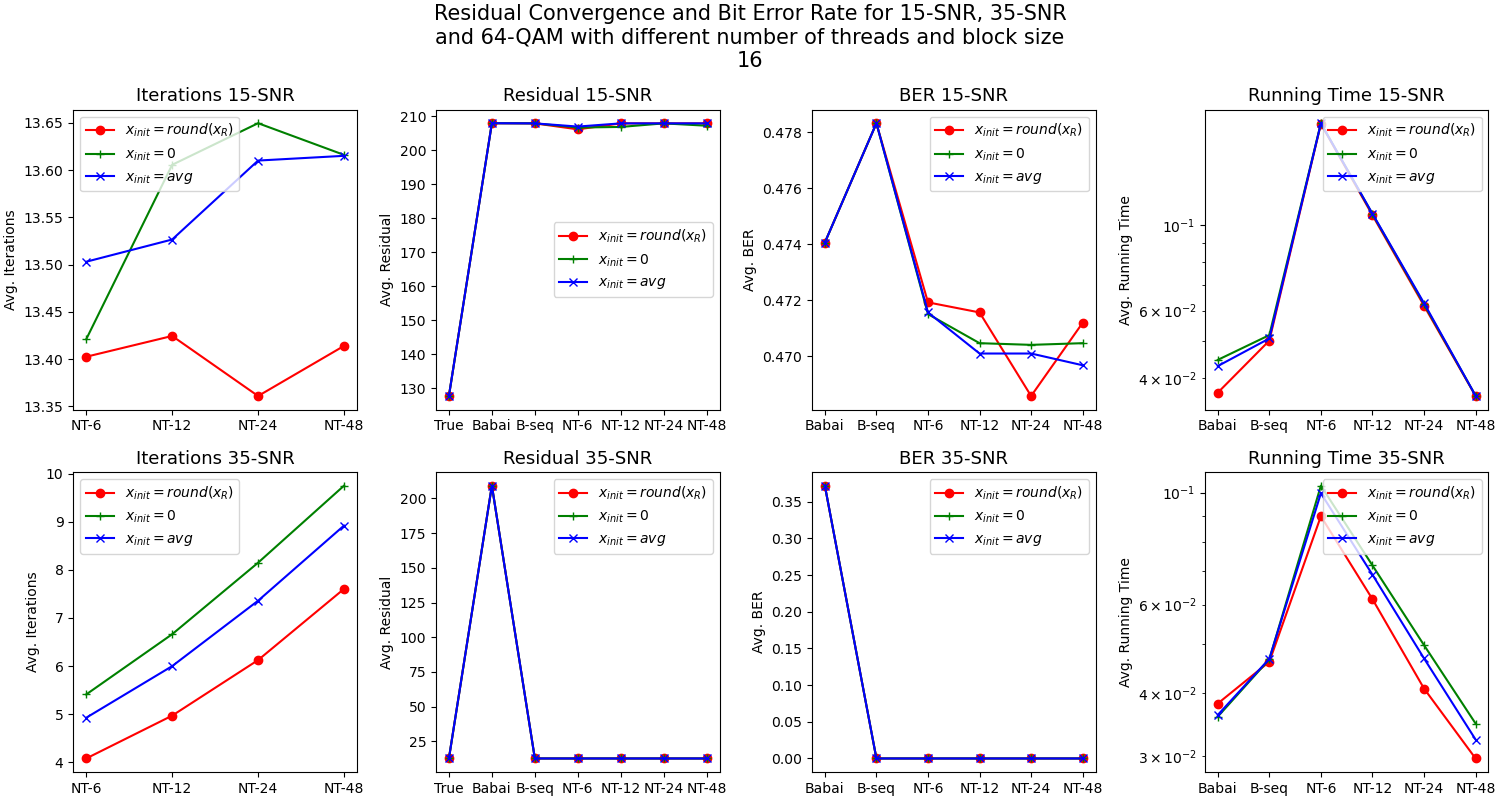 Residual Convergence and Bit Error Rate for 15-SNR, 35-SNR
and 64-QAM with different number of threads and block size
16
Iterations 15-SNR
Avg. Iterations
13.65
13.60
13.55
13.50
13.45
13.40
13.35
x_init = round(x_R)
x_init = 0
x_init = avg
NT-6 NT-12 NT-24 NT-48
Residual 15-SNR
Avg. Residual
210
200
190
180
170
160
150
140
130
x_init = round(x_R)
x_init = 0
x_init = avg
True Babai B-seq NT-6 NT-12 NT-24 NT-48
BER 15-SNR
Avg. BER
0.478
0.476
0.474
0.472
0.470
x_init = round(x_R)
x_init = 0
x_init = avg
Babai B-seq NT-6 NT-12 NT-24 NT-48
Running Time 15-SNR
Avg. Running Time
10^-1
6 × 10^-2
4 × 10^-2
x_init = round(x_R)
x_init = 0
x_init = avg
Babai B-seq NT-6 NT-12 NT-24 NT-48
Iterations 35-SNR
Avg. Iterations
10
9
8
7
6
5
4
x_init = round(x_R)
x_init = 0
x_init = avg
NT-6 NT-12 NT-24 NT-48
Residual 35-SNR
Avg. Residual
200
175
150
125
100
75
50
25
x_init = round(x_R)
x_init = 0
x_init = avg
True Babai B-seq NT-6 NT-12 NT-24 NT-48
BER 35-SNR
Avg. BER
0.35
0.30
0.25
0.20
0.15
0.10
0.05
0.00
x_init = round(x_R)
x_init = 0
x_init = avg
Babai B-seq NT-6 NT-12 NT-24 NT-48
Running Time 35-SNR
Avg. Running Time
10^-1
6 × 10^-2
4 × 10^-2
3 × 10^-2
x_init = round(x_R)
x_init = 0
x_init = avg
Babai B-seq NT-6 NT-12 NT-24 NT-48